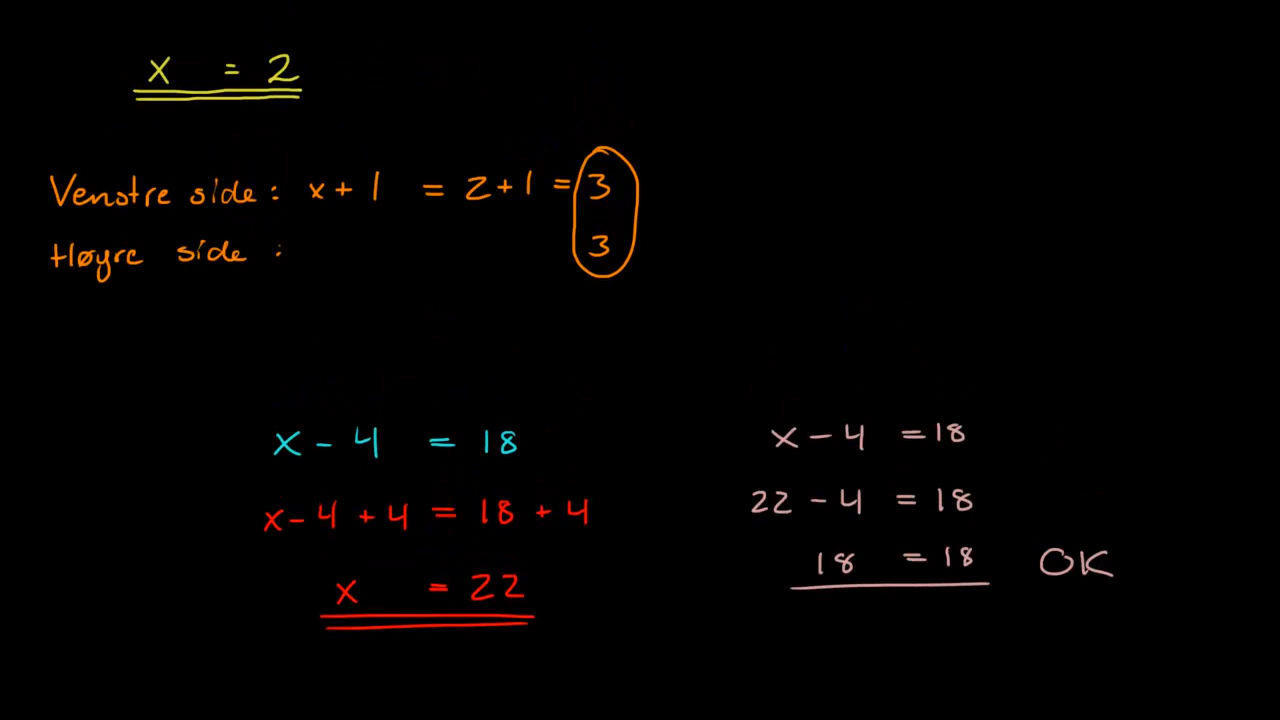 x = 2
Venstre side: x + 1 = 2 + 1 = 3
Høyre side : 3
x - 4 = 18
x - 4 + 4 = 18 + 4
x = 22
x - 4 = 18
22 - 4 = 18
18 = 18 OK